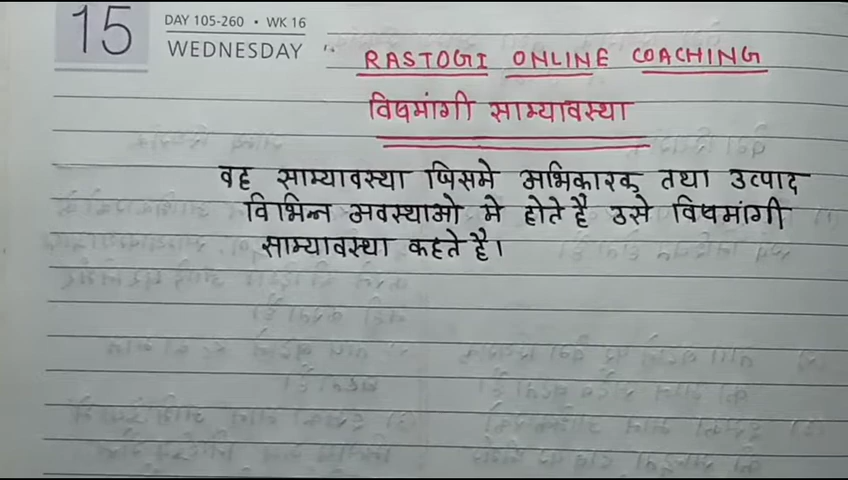 15
DAY 105-260 • WK 16
WEDNESDAY
RASTOGI ONLINE COACHING
विषमांगी साम्यावस्था
वह साम्यावस्था जिसमे अभिकारक तथा उत्पाद
विभिन्न अवस्थाओ मे होते है उसे विषमांगी
साम्यावस्था कहते है।